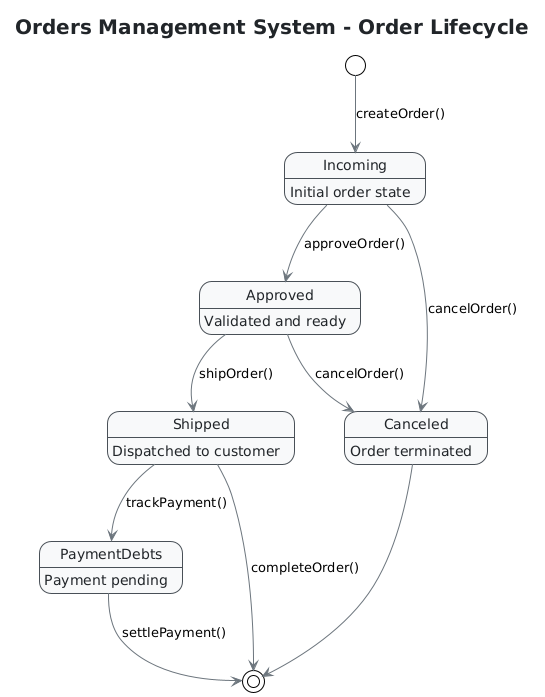 Orders Management System - Order Lifecycle
createOrder()
Incoming
Initial order state
approveOrder()
cancelOrder()
Approved
Validated and ready
shipOrder()
cancelOrder()
Shipped
Dispatched to customer
Canceled
Order terminated
trackPayment()
PaymentDebts
Payment pending
completeOrder()
settlePayment()